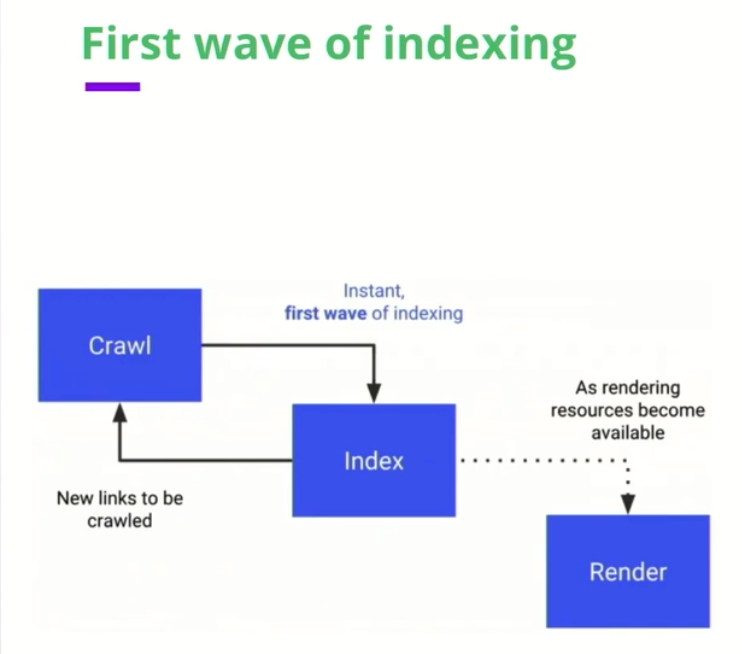 First wave of indexing
Instant,
first wave of indexing
Crawl
As rendering
resources become
available
Index
New links to be
crawled
Render